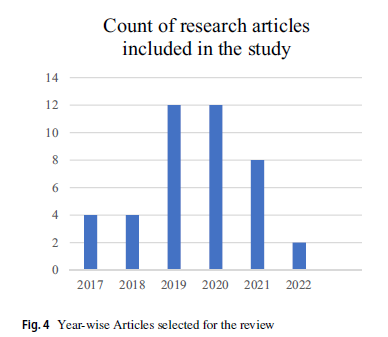 Count of research articles
included in the study
14
12
10
8
6
4
2
0
2017 2018 2019 2020 2021 2022
Fig. 4 Year-wise Articles selected for the review